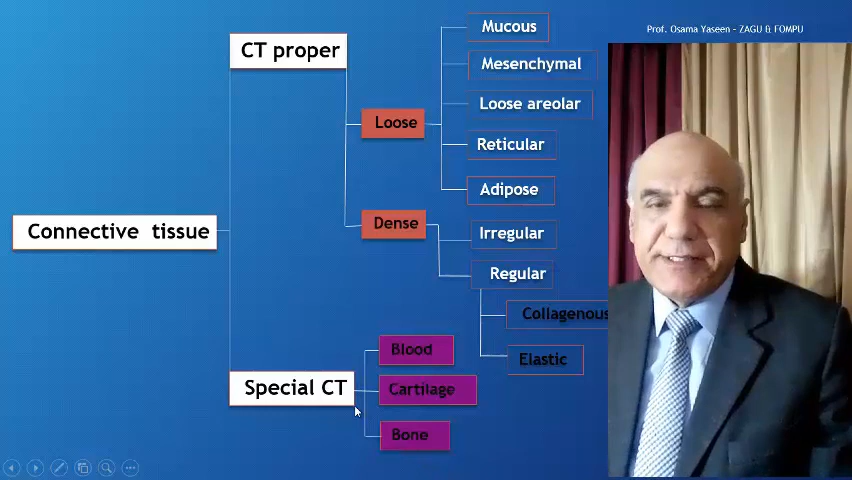 Prof. Osama Yaseen - ZAGU & FOMPU
CT proper
Mucous
Mesenchymal
Loose areolar
Loose
Reticular
Adipose
Connective tissue
Dense
Irregular
Regular
Collagenous
Elastic
Special CT
Blood
Cartilage
Bone